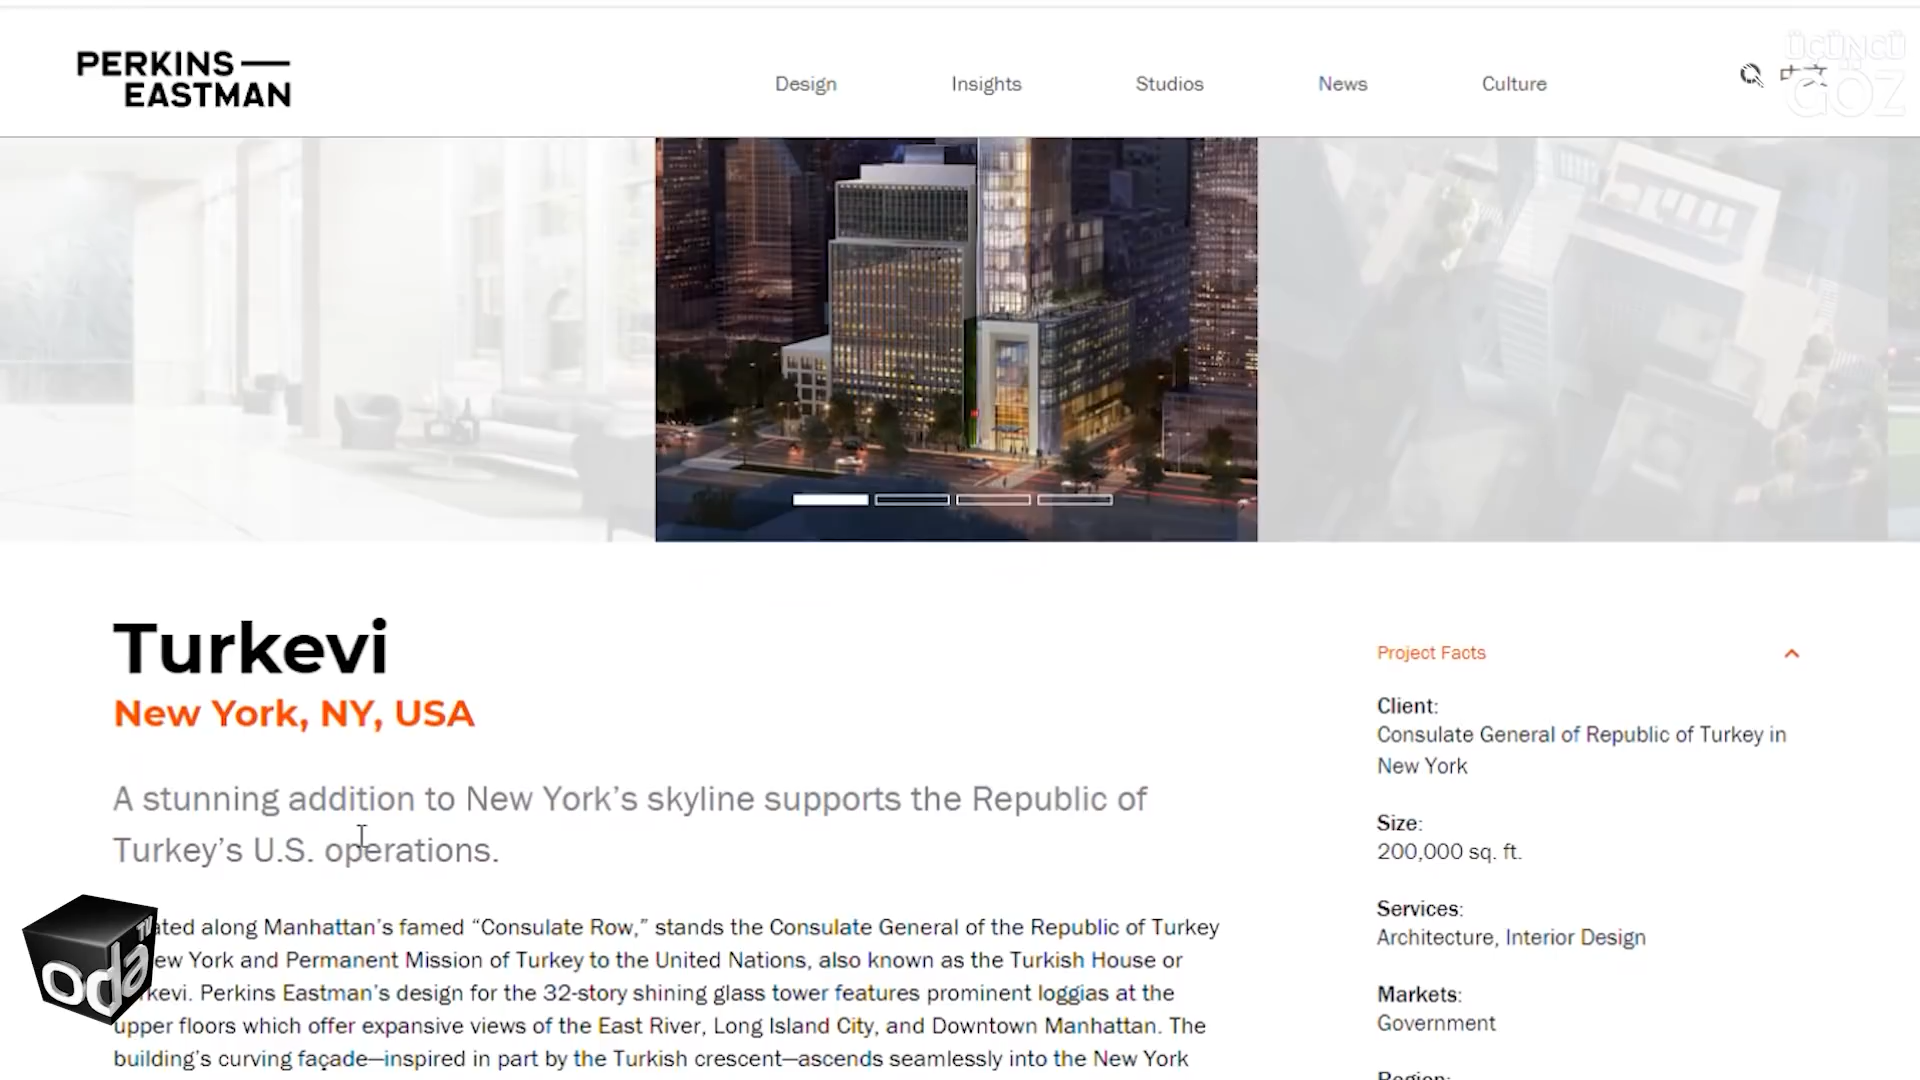 PERKINS
EASTMAN
Design
Insights
Studios
News
Culture
中文
ÜÇÜNCÜ
GÖZ
Turkevi
New York, NY, USA
A stunning addition to New York’s skyline supports the Republic of
Turkey’s U.S. operations.
along Manhattan’s famed “Consulate Row,” stands the Consulate General of the Republic of Turkey
York and Permanent Mission of Turkey to the United Nations, also known as the Turkish House or
Perkins Eastman’s design for the 32-story shining glass tower features prominent loggias at the
upper floors which offer expansive views of the East River, Long Island City, and Downtown Manhattan. The
building’s curving façade—inspired in part by the Turkish crescent—ascends seamlessly into the New York
Project Facts
Client:
Consulate General of Republic of Turkey in
New York
Size:
200,000 sq. ft.
Services:
Architecture, Interior Design
Markets:
Government
Region:
oda
TV